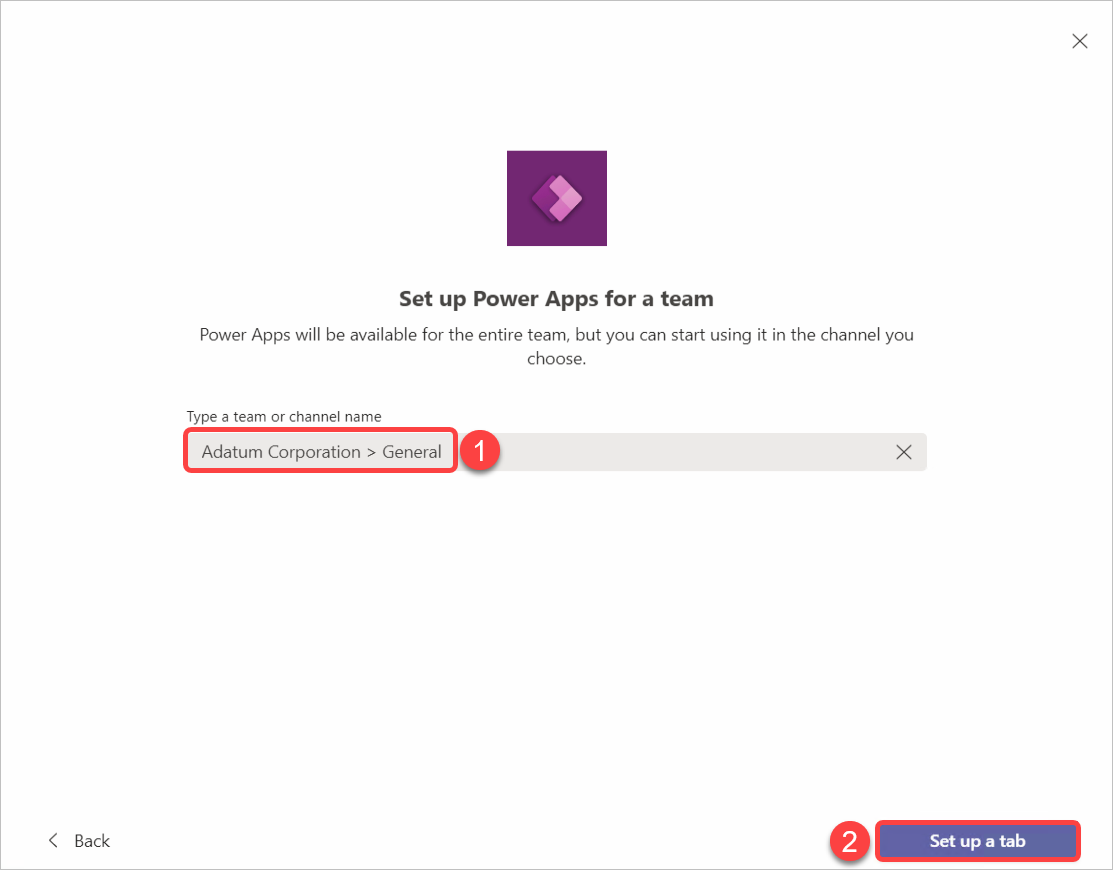 Set up Power Apps for a team
Power Apps will be available for the entire team, but you can start using it in the channel you
choose.
Type a team or channel name
Adatum Corporation > General
1
Back
2
Set up a tab